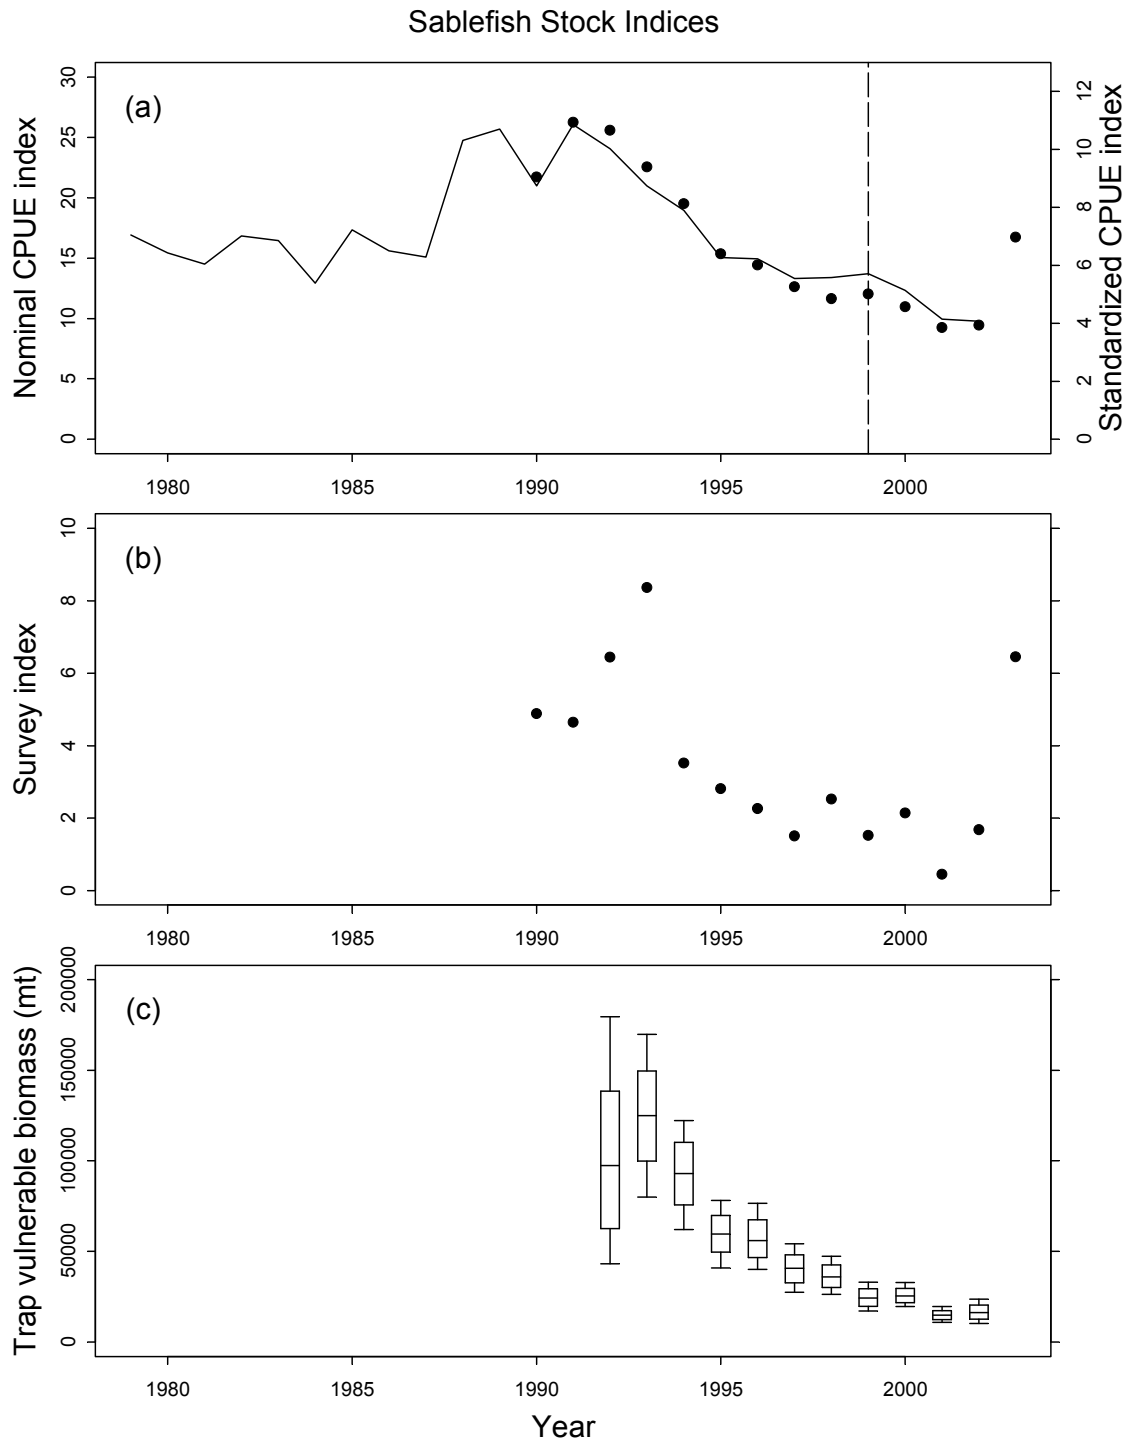 Sablefish Stock Indices
(a)
Nominal CPUE index
0 5 10 15 20 25 30
Standardized CPUE index
0 2 4 6 8 10 12
1980 1985 1990 1995 2000
(b)
Survey index
0 2 4 6 8 10
1980 1985 1990 1995 2000
(c)
Trap vulnerable biomass (mt)
0 50000 100000 150000 200000
1980 1985 1990 1995 2000
Year